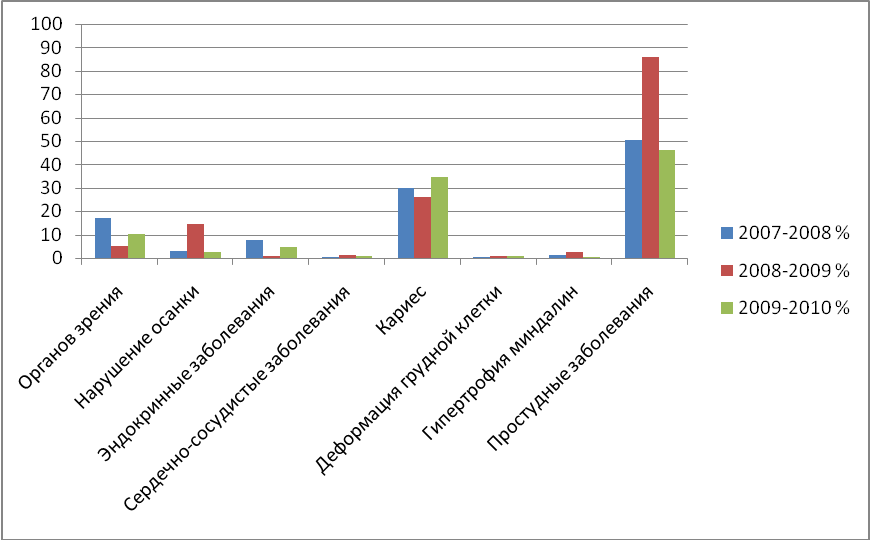 100
90
80
70
60
50
40
30
20
10
0
Органов зрения
Нарушение осанки
Эндокринные заболевания
Сердечно-сосудистые заболевания
Кариес
Деформация грудной клетки
Гипертрофия миндалин
Простудные заболевания
2007-2008 %
2008-2009 %
2009-2010 %